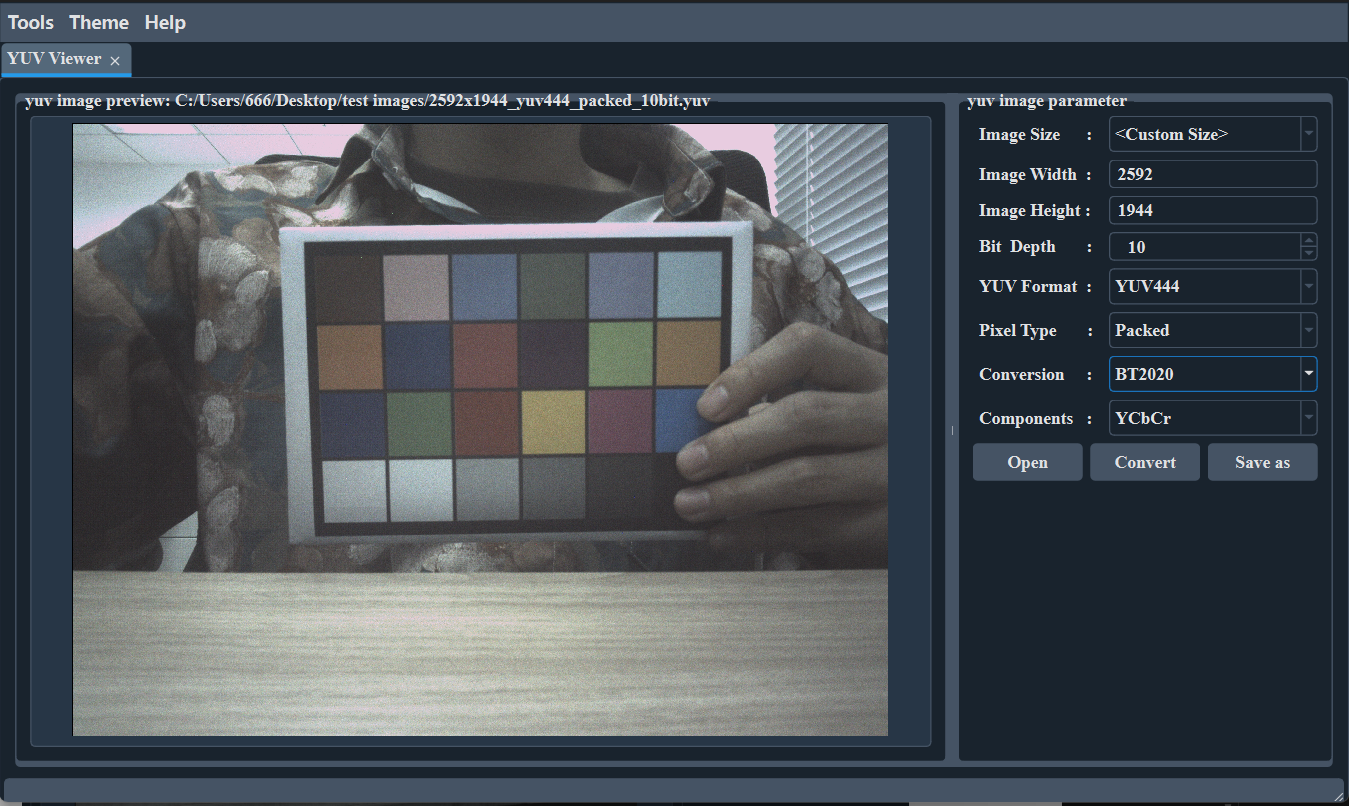 Tools Theme Help
YUV Viewer ×
yuv image preview: C:/Users/666/Desktop/test images/2592x1944_yuv444_packed_10bit.yuv
yuv image parameter
Image Size : <Custom Size>
Image Width : 2592
Image Height : 1944
Bit Depth : 10
YUV Format : YUV444
Pixel Type : Packed
Conversion : BT2020
Components : YCbCr
Open Convert Save as